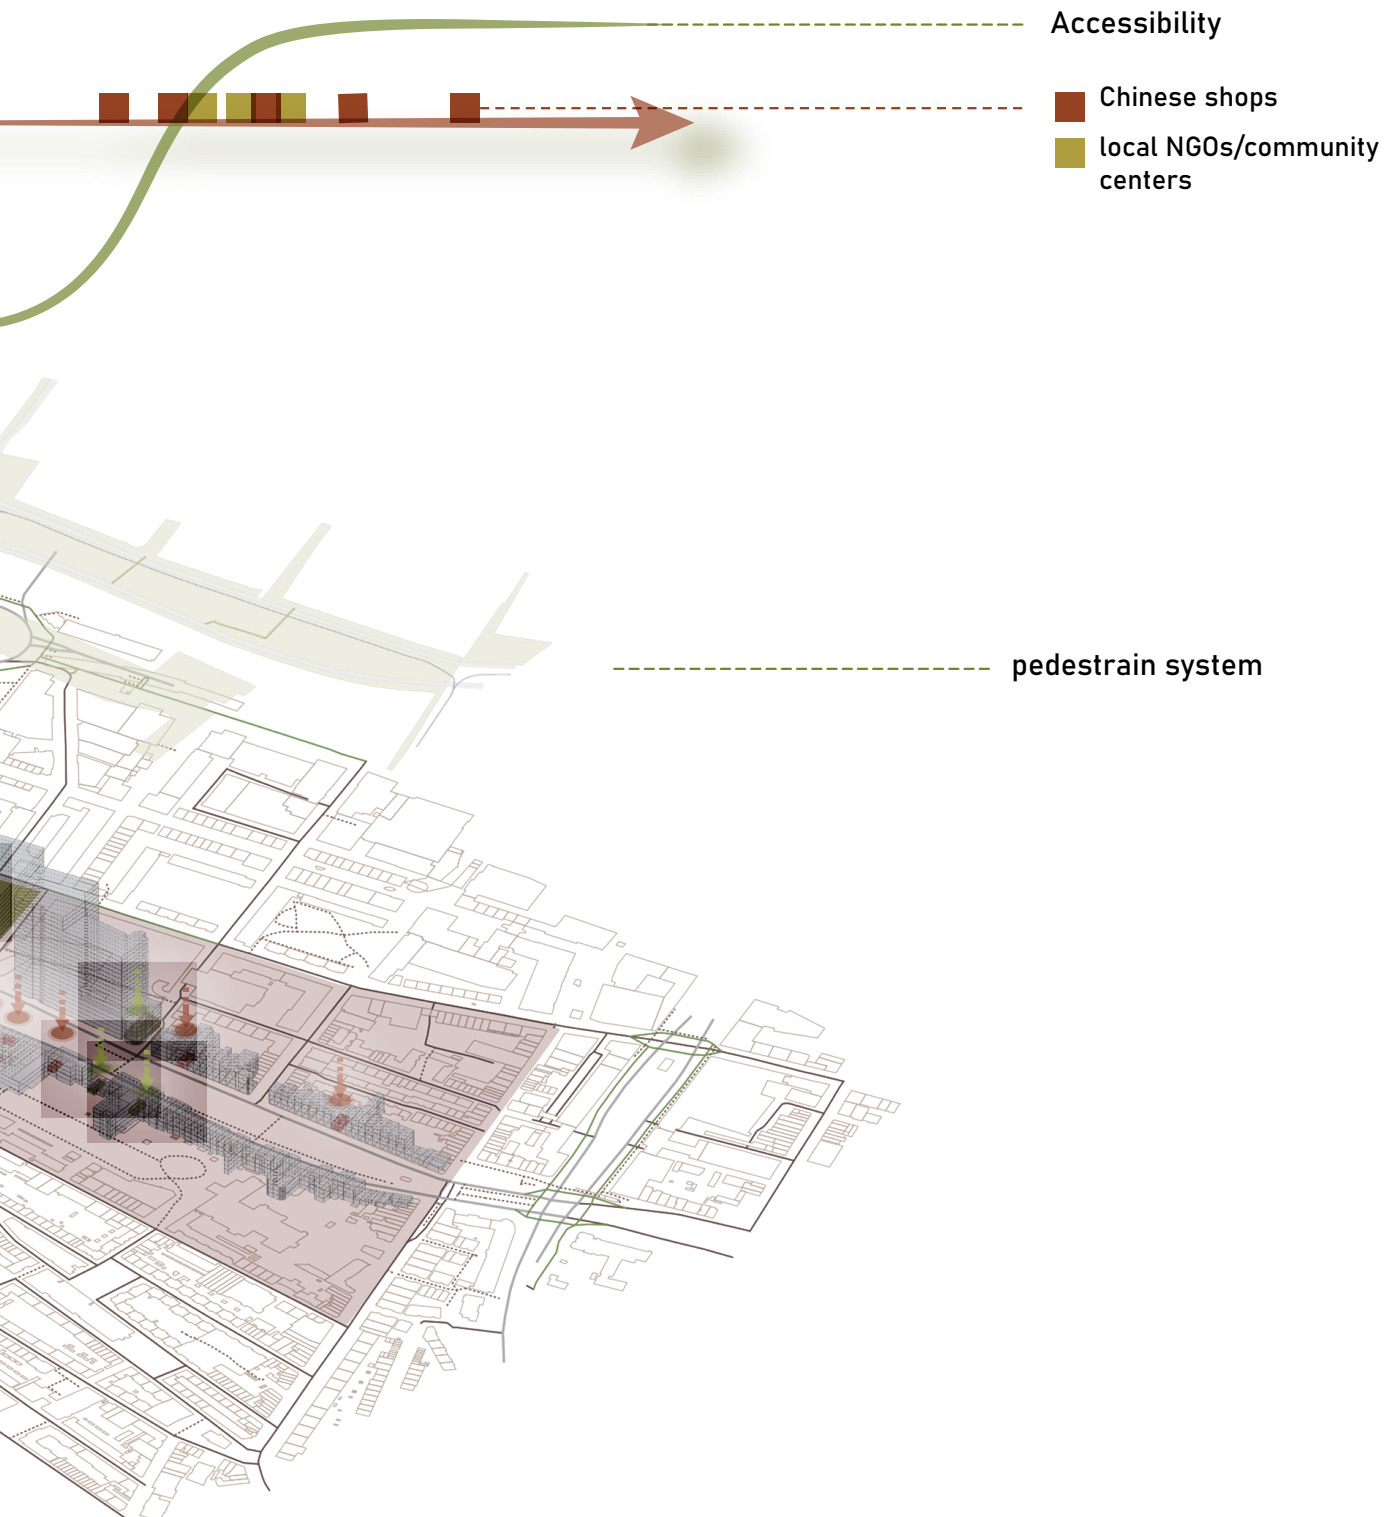 Accessibility
Chinese shops
local NGOs/community
centers
pedestrain system